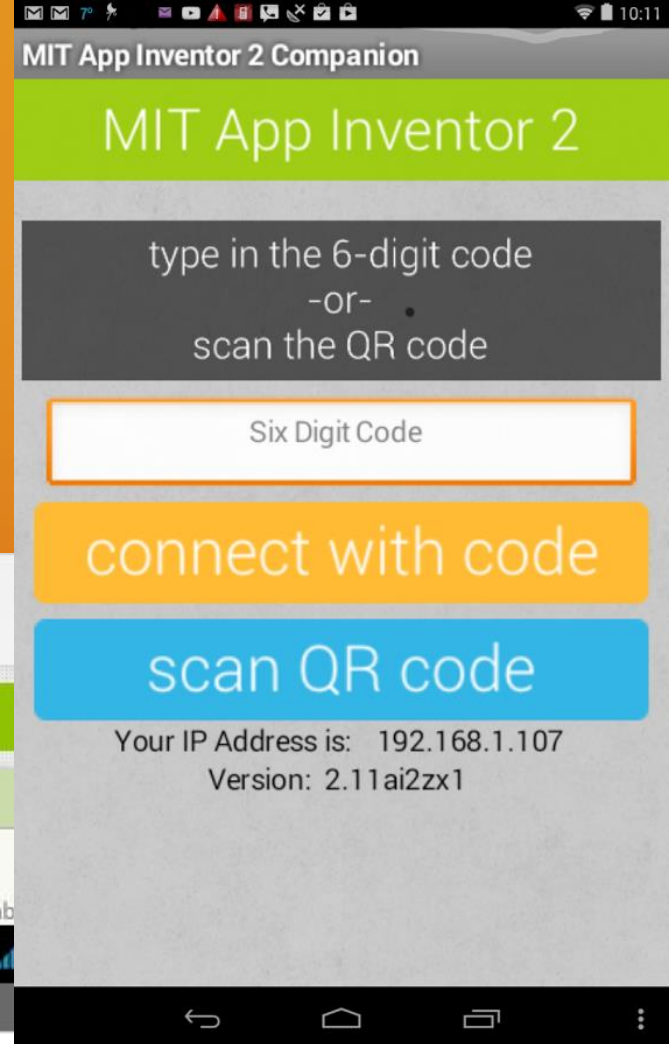 7° 10:11
MIT App Inventor 2 Companion
MIT App Inventor 2
type in the 6-digit code
-or-
scan the QR code
Six Digit Code
connect with code
scan QR code
Your IP Address is: 192.168.1.107
Version: 2.11ai2zx1